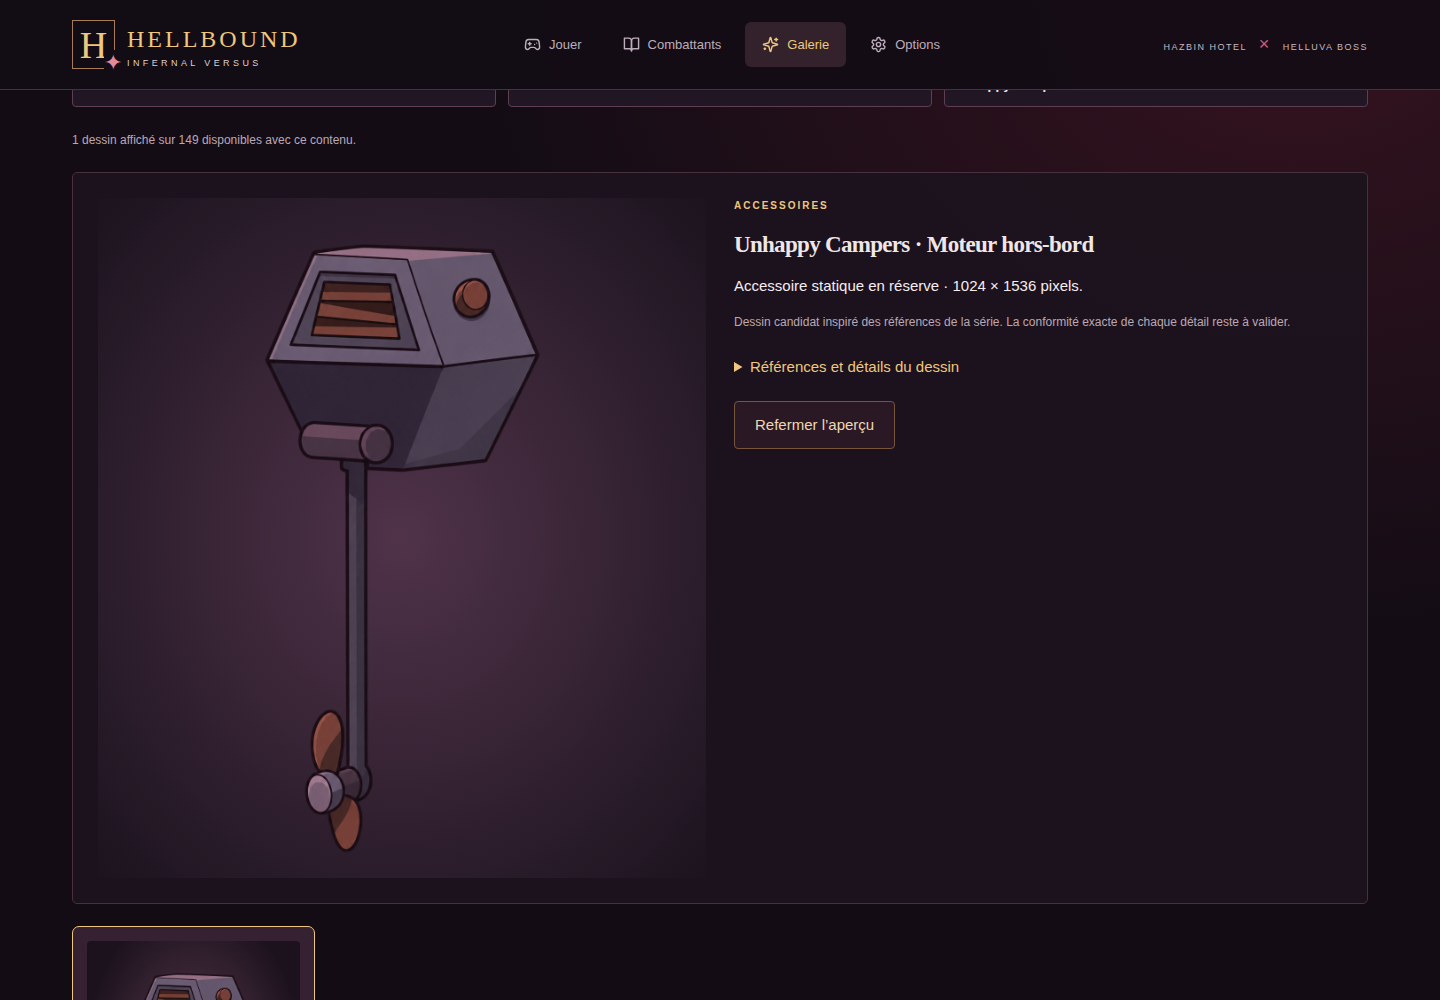 H
HELLBOUND
INFERNAL VERSUS
Jouer
Combattants
Galerie
Options
HAZBIN HOTEL × HELLUVA BOSS
1 dessin affiché sur 149 disponibles avec ce contenu.
ACCESSOIRES
Unhappy Campers · Moteur hors-bord
Accessoire statique en réserve · 1024 × 1536 pixels.
Dessin candidat inspiré des références de la série. La conformité exacte de chaque détail reste à valider.
Références et détails du dessin
Refermer l’aperçu